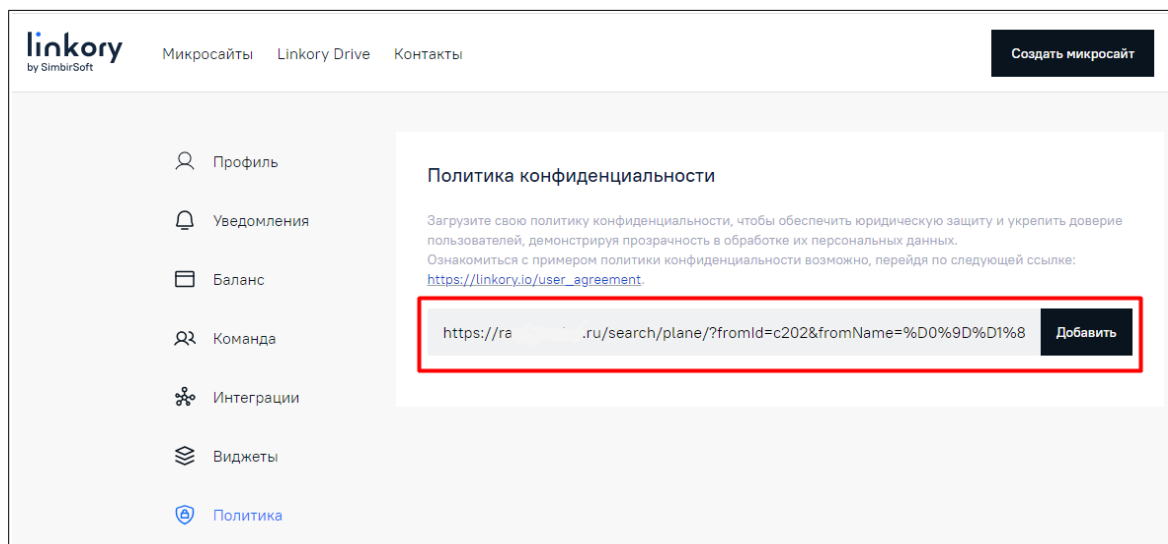 linkory
by SimbirSoft
Микросайты Linkory Drive Контакты
Создать микросайт
Профиль
Уведомления
Баланс
Команда
Интеграции
Виджеты
Политика
Политика конфиденциальности
Загрузите свою политику конфиденциальности, чтобы обеспечить юридическую защиту и укрепить доверие
пользователей, демонстрируя прозрачность в обработке их персональных данных.
Ознакомиться с примером политики конфиденциальности возможно, перейдя по следующей ссылке:
https://linkory.io/user_agreement.
https://ra .ru/search/plane/?fromId=c202&fromName=%D0%9D%D1%8
Добавить